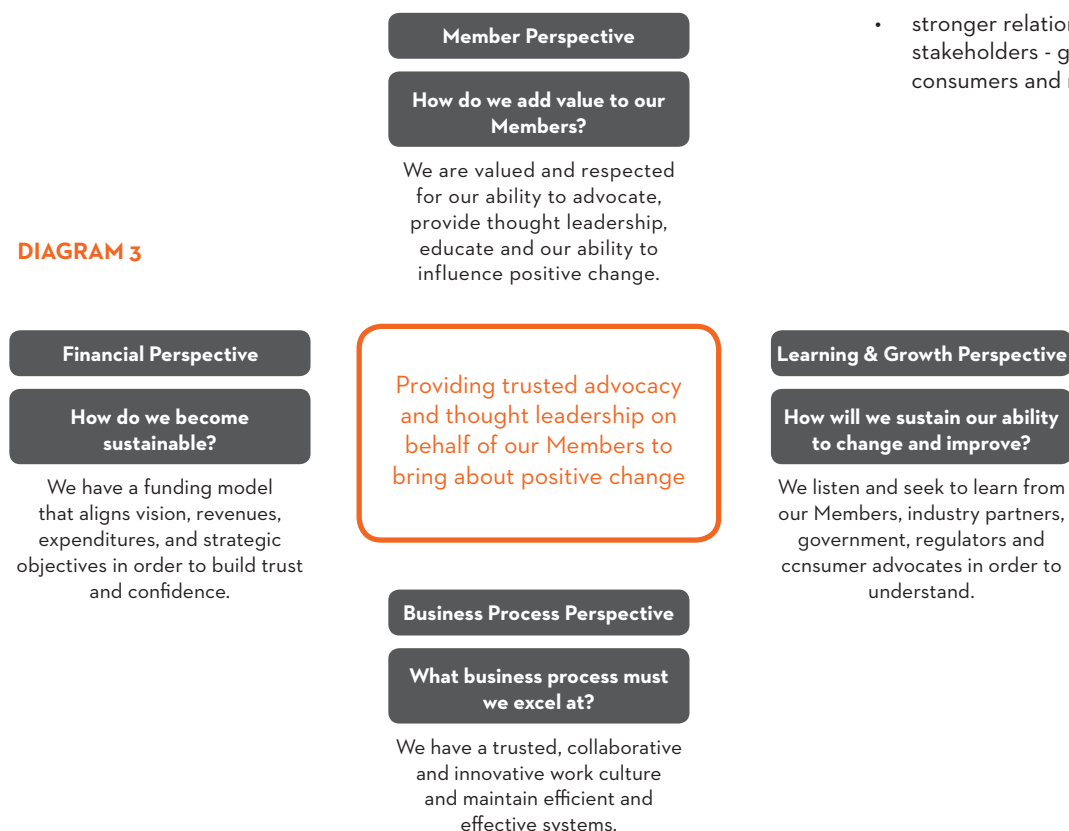 Member Perspective
How do we add value to our
Members?
We are valued and respected
for our ability to advocate,
provide thought leadership,
educate and our ability to
influence positive change.
• stronger relation
stakeholders - g
consumers and
DIAGRAM 3
Financial Perspective
How do we become
sustainable?
We have a funding model
that aligns vision, revenues,
expenditures, and strategic
objectives in order to build trust
and confidence.
Providing trusted advocacy
and thought leadership on
behalf of our Members to
bring about positive change
Learning & Growth Perspective
How will we sustain our ability
to change and improve?
We listen and seek to learn from
our Members, industry partners,
government, regulators and
ccnsumer advocates in order to
understand.
Business Process Perspective
What business process must
we excel at?
We have a trusted, collaborative
and innovative work culture
and maintain efficient and
effective systems.